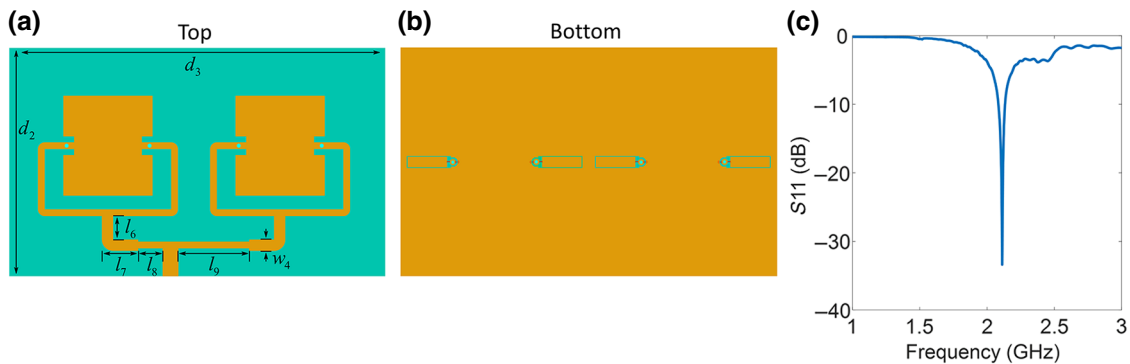 (a)
Top
d3
d2
l6
l7
l8
l9
w4
(b)
Bottom
(c)
0
–10
–20
–30
–40
S11 (dB)
1
1.5
2
2.5
3
Frequency (GHz)